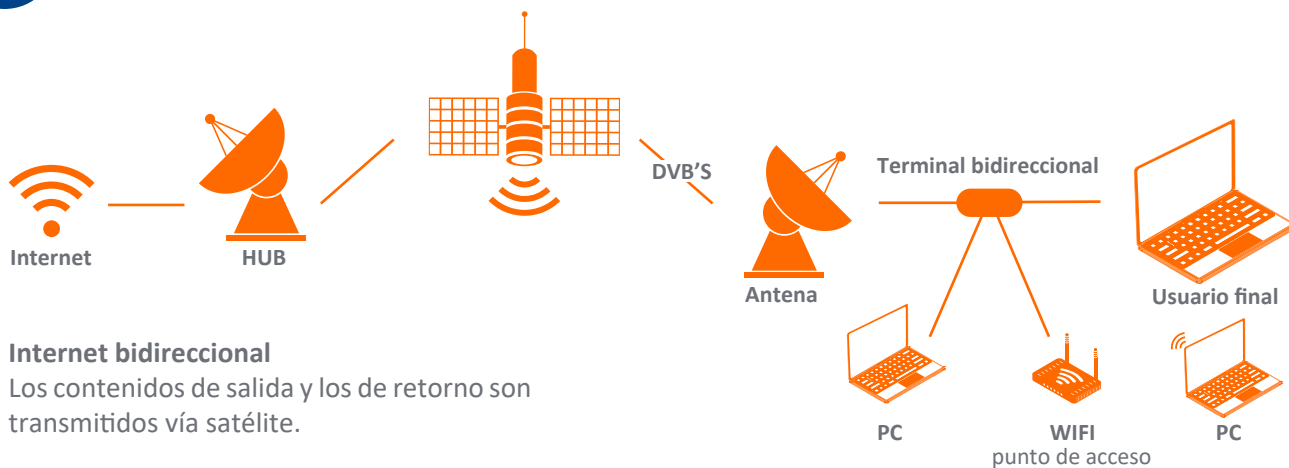 DVB'S
Terminal bidireccional
Internet
HUB
Antena
Usuario final
Internet bidireccional
Los contenidos de salida y los de retorno son
transmitidos vía satélite.
PC
WIFI
punto de acceso
PC